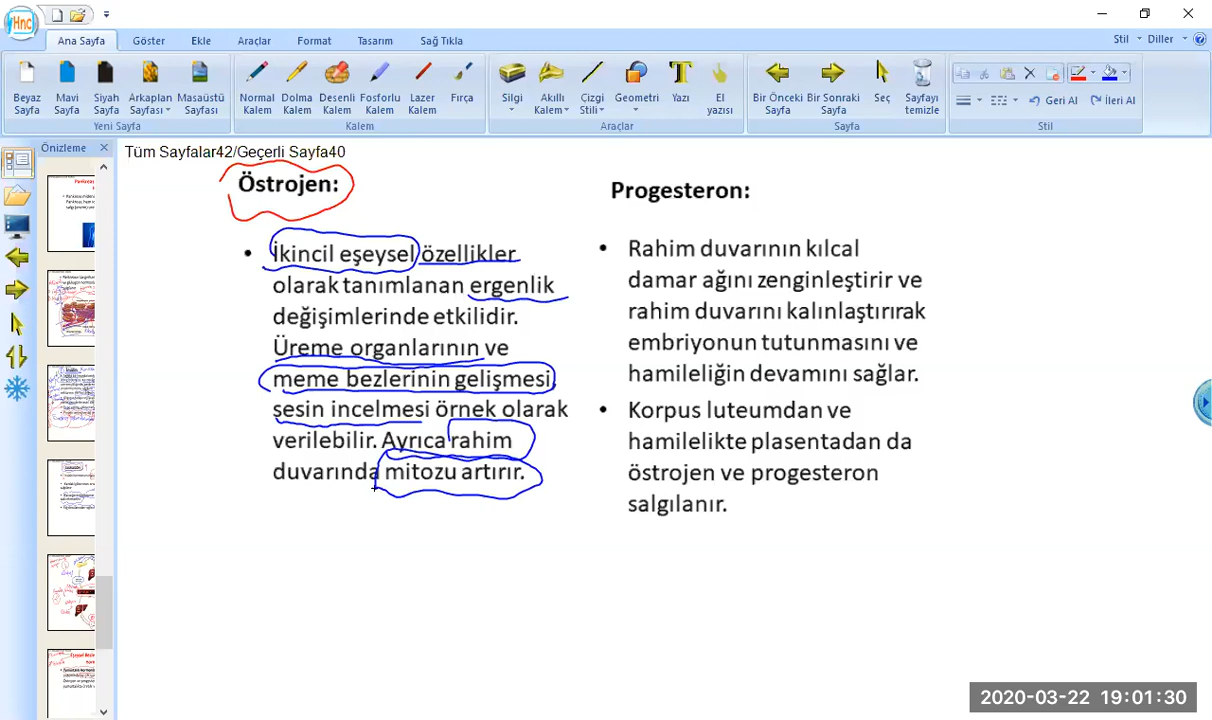 Hnc
Ana Sayfa
Göster
Ekle
Araçlar
Format
Tasarım
Sağ Tıkla
Stil
Diller
Beyaz Sayfa
Mavi Sayfa
Siyah Sayfa
Arkaplan Sayfası
Masaüstü Sayfası
Yeni Sayfa
Normal Kalem
Dolma Kalem
Desenli Kalem
Fosforlu Kalem
Lazer Kalem
Fırça
Kalem
Silgi
Akıllı Kalem
Çizgi Stili
Geometri
Yazı
El yazısı
Araçlar
Bir Önceki Sayfa
Bir Sonraki Sayfa
Seç
Sayfayı temizle
Sayfa
Geri Al
İleri Al
Stil
Önizleme
Tüm Sayfalar42/Geçerli Sayfa40
Östrojen:
• İkincil eşeysel özellikler
olarak tanımlanan ergenlik
değişimlerinde etkilidir.
Üreme organlarının ve
meme bezlerinin gelişmesi,
sesin incelmesi örnek olarak
verilebilir. Ayrıca rahim
duvarında mitozu artırır.
Progesteron:
• Rahim duvarının kılcal
damar ağını zenginleştirir ve
rahim duvarını kalınlaştırırak
embriyonun tutunmasını ve
hamileliğin devamını sağlar.
• Korpus luteumdan ve
hamilelikte plasentadan da
östrojen ve progesteron
salgılanır.
2020-03-22 19:01:30